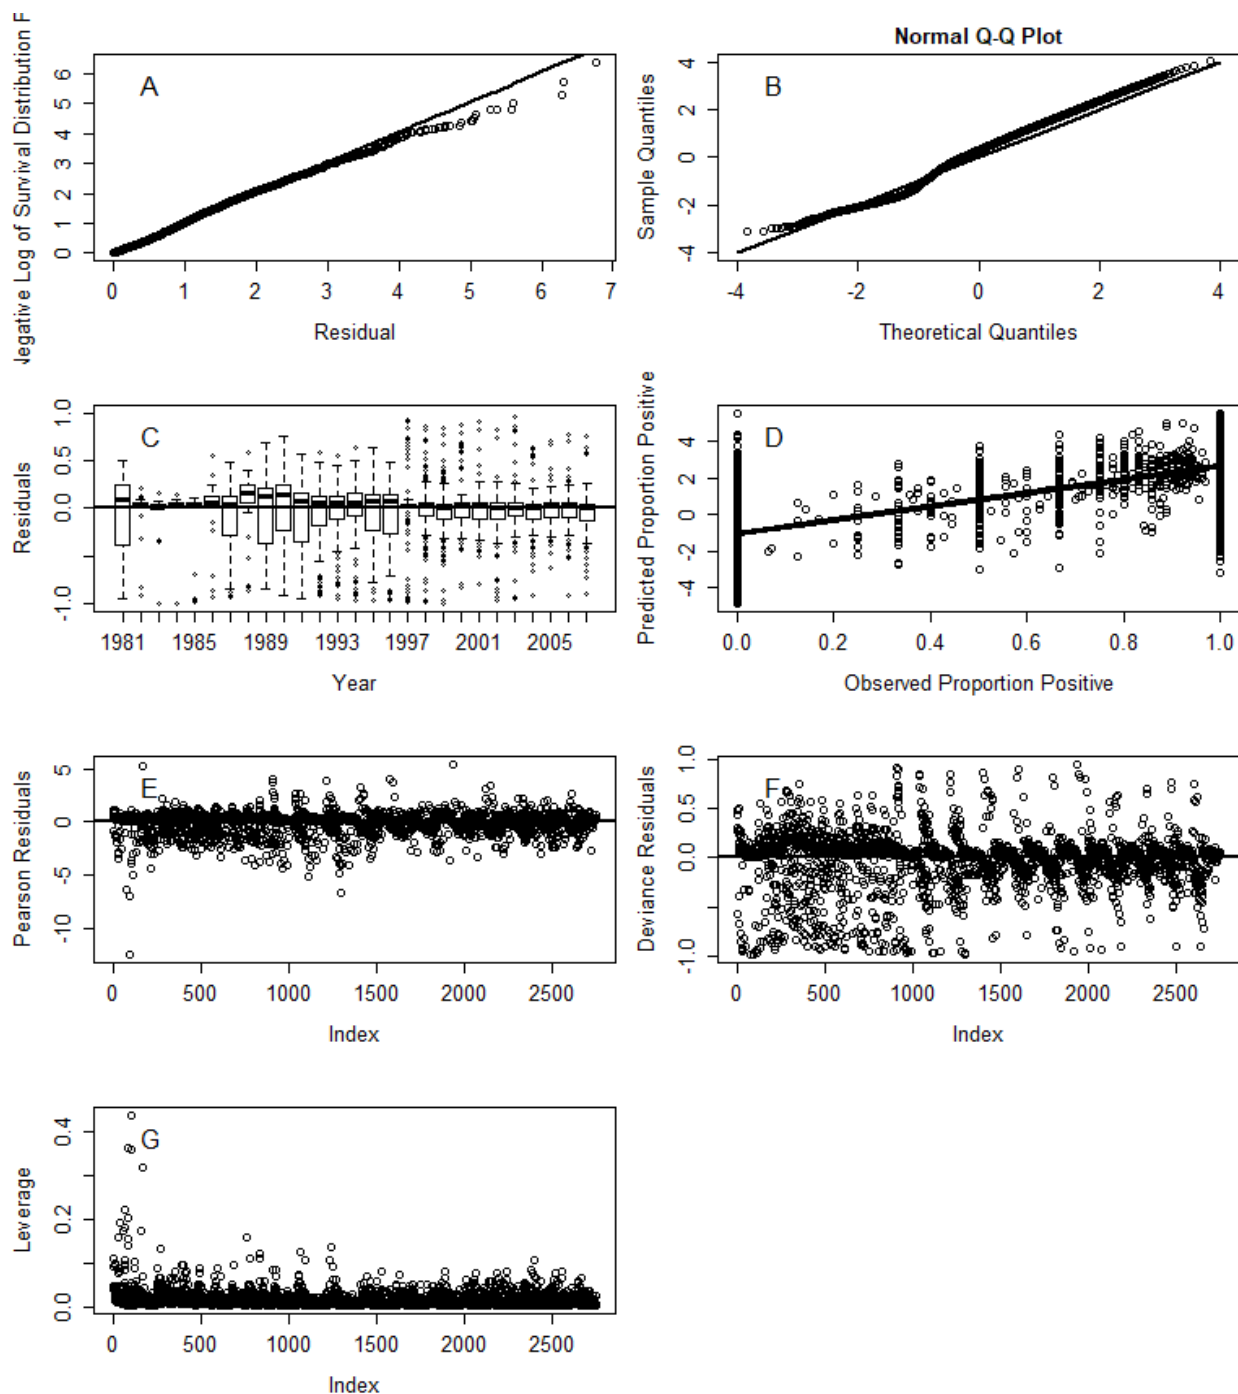 Normal Q-Q Plot
A
Negative Log of Survival Distribution F
0 1 2 3 4 5 6
0 1 2 3 4 5 6 7
Residual
B
Sample Quantiles
-4 -2 0 2 4
-4 -2 0 2 4
Theoretical Quantiles
C
Residuals
-1.0 0.0 0.5 1.0
1981 1985 1989 1993 1997 2001 2005
Year
D
Predicted Proportion Positive
-4 -2 0 2 4
0.0 0.2 0.4 0.6 0.8 1.0
Observed Proportion Positive
E
Pearson Residuals
-10 -5 0 5
0 500 1000 1500 2000 2500
Index
F
Deviance Residuals
-1.0 0.0 0.5 1.0
0 500 1000 1500 2000 2500
Index
G
Leverage
0.0 0.2 0.4
0 500 1000 1500 2000 2500
Index